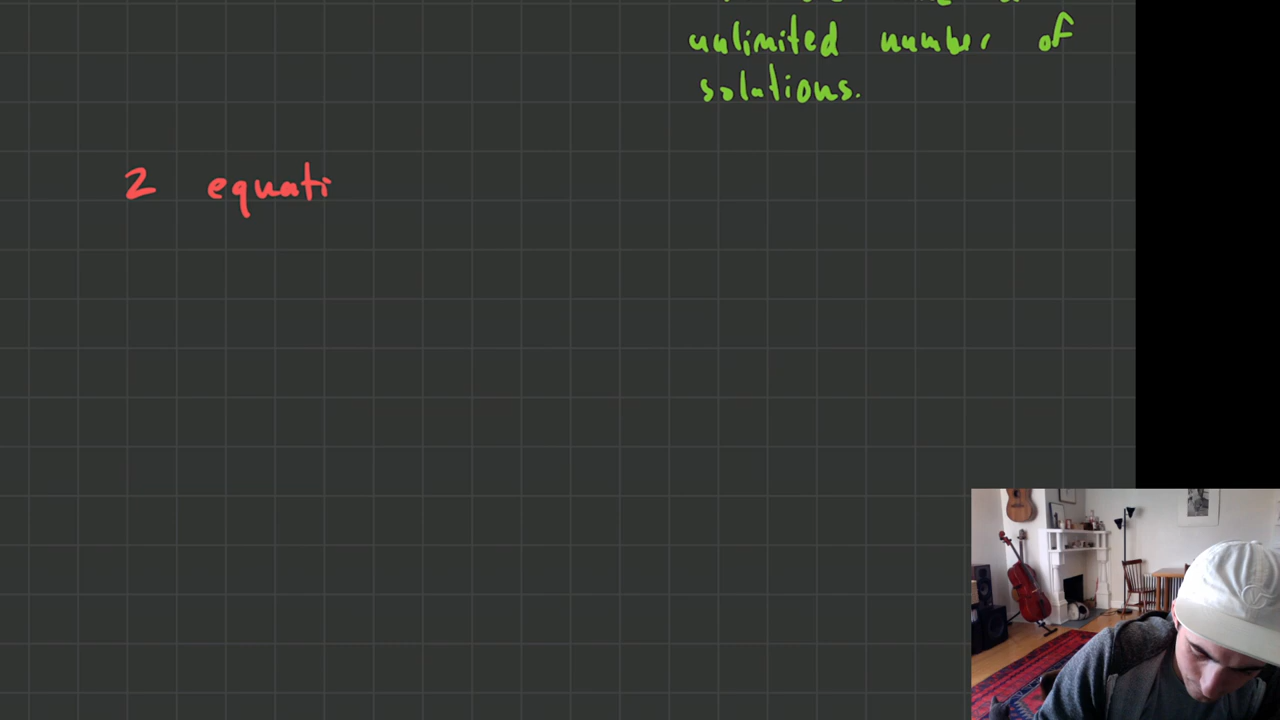 unlimited number of
solutions.
2 equati